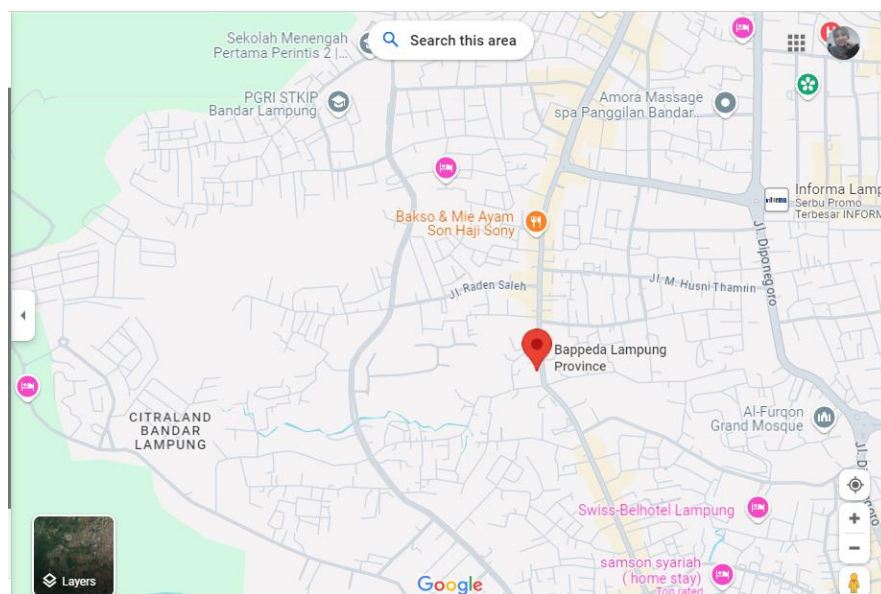 Sekolah Menengah
Pertama Perintis 2 |...
Search this area
PGRI STKIP
Bandar Lampung
Amora Massage
spa Panggilan Bandar...
Informa Lamp
Serbu Promo
Terbesar INFORM
Bakso & Mie Ayam
Son Haji Sony
Jl. Diponegoro
Jl. Raden Saleh
Jl. M. Husni Thamrin
Bappeda Lampung
Province
CITRALAND
BANDAR
LAMPUNG
Al-Furqon
Grand Mosque
Swiss-Belhotel Lampung
samson syariah
( home stay)
Top rated
Layers
Google